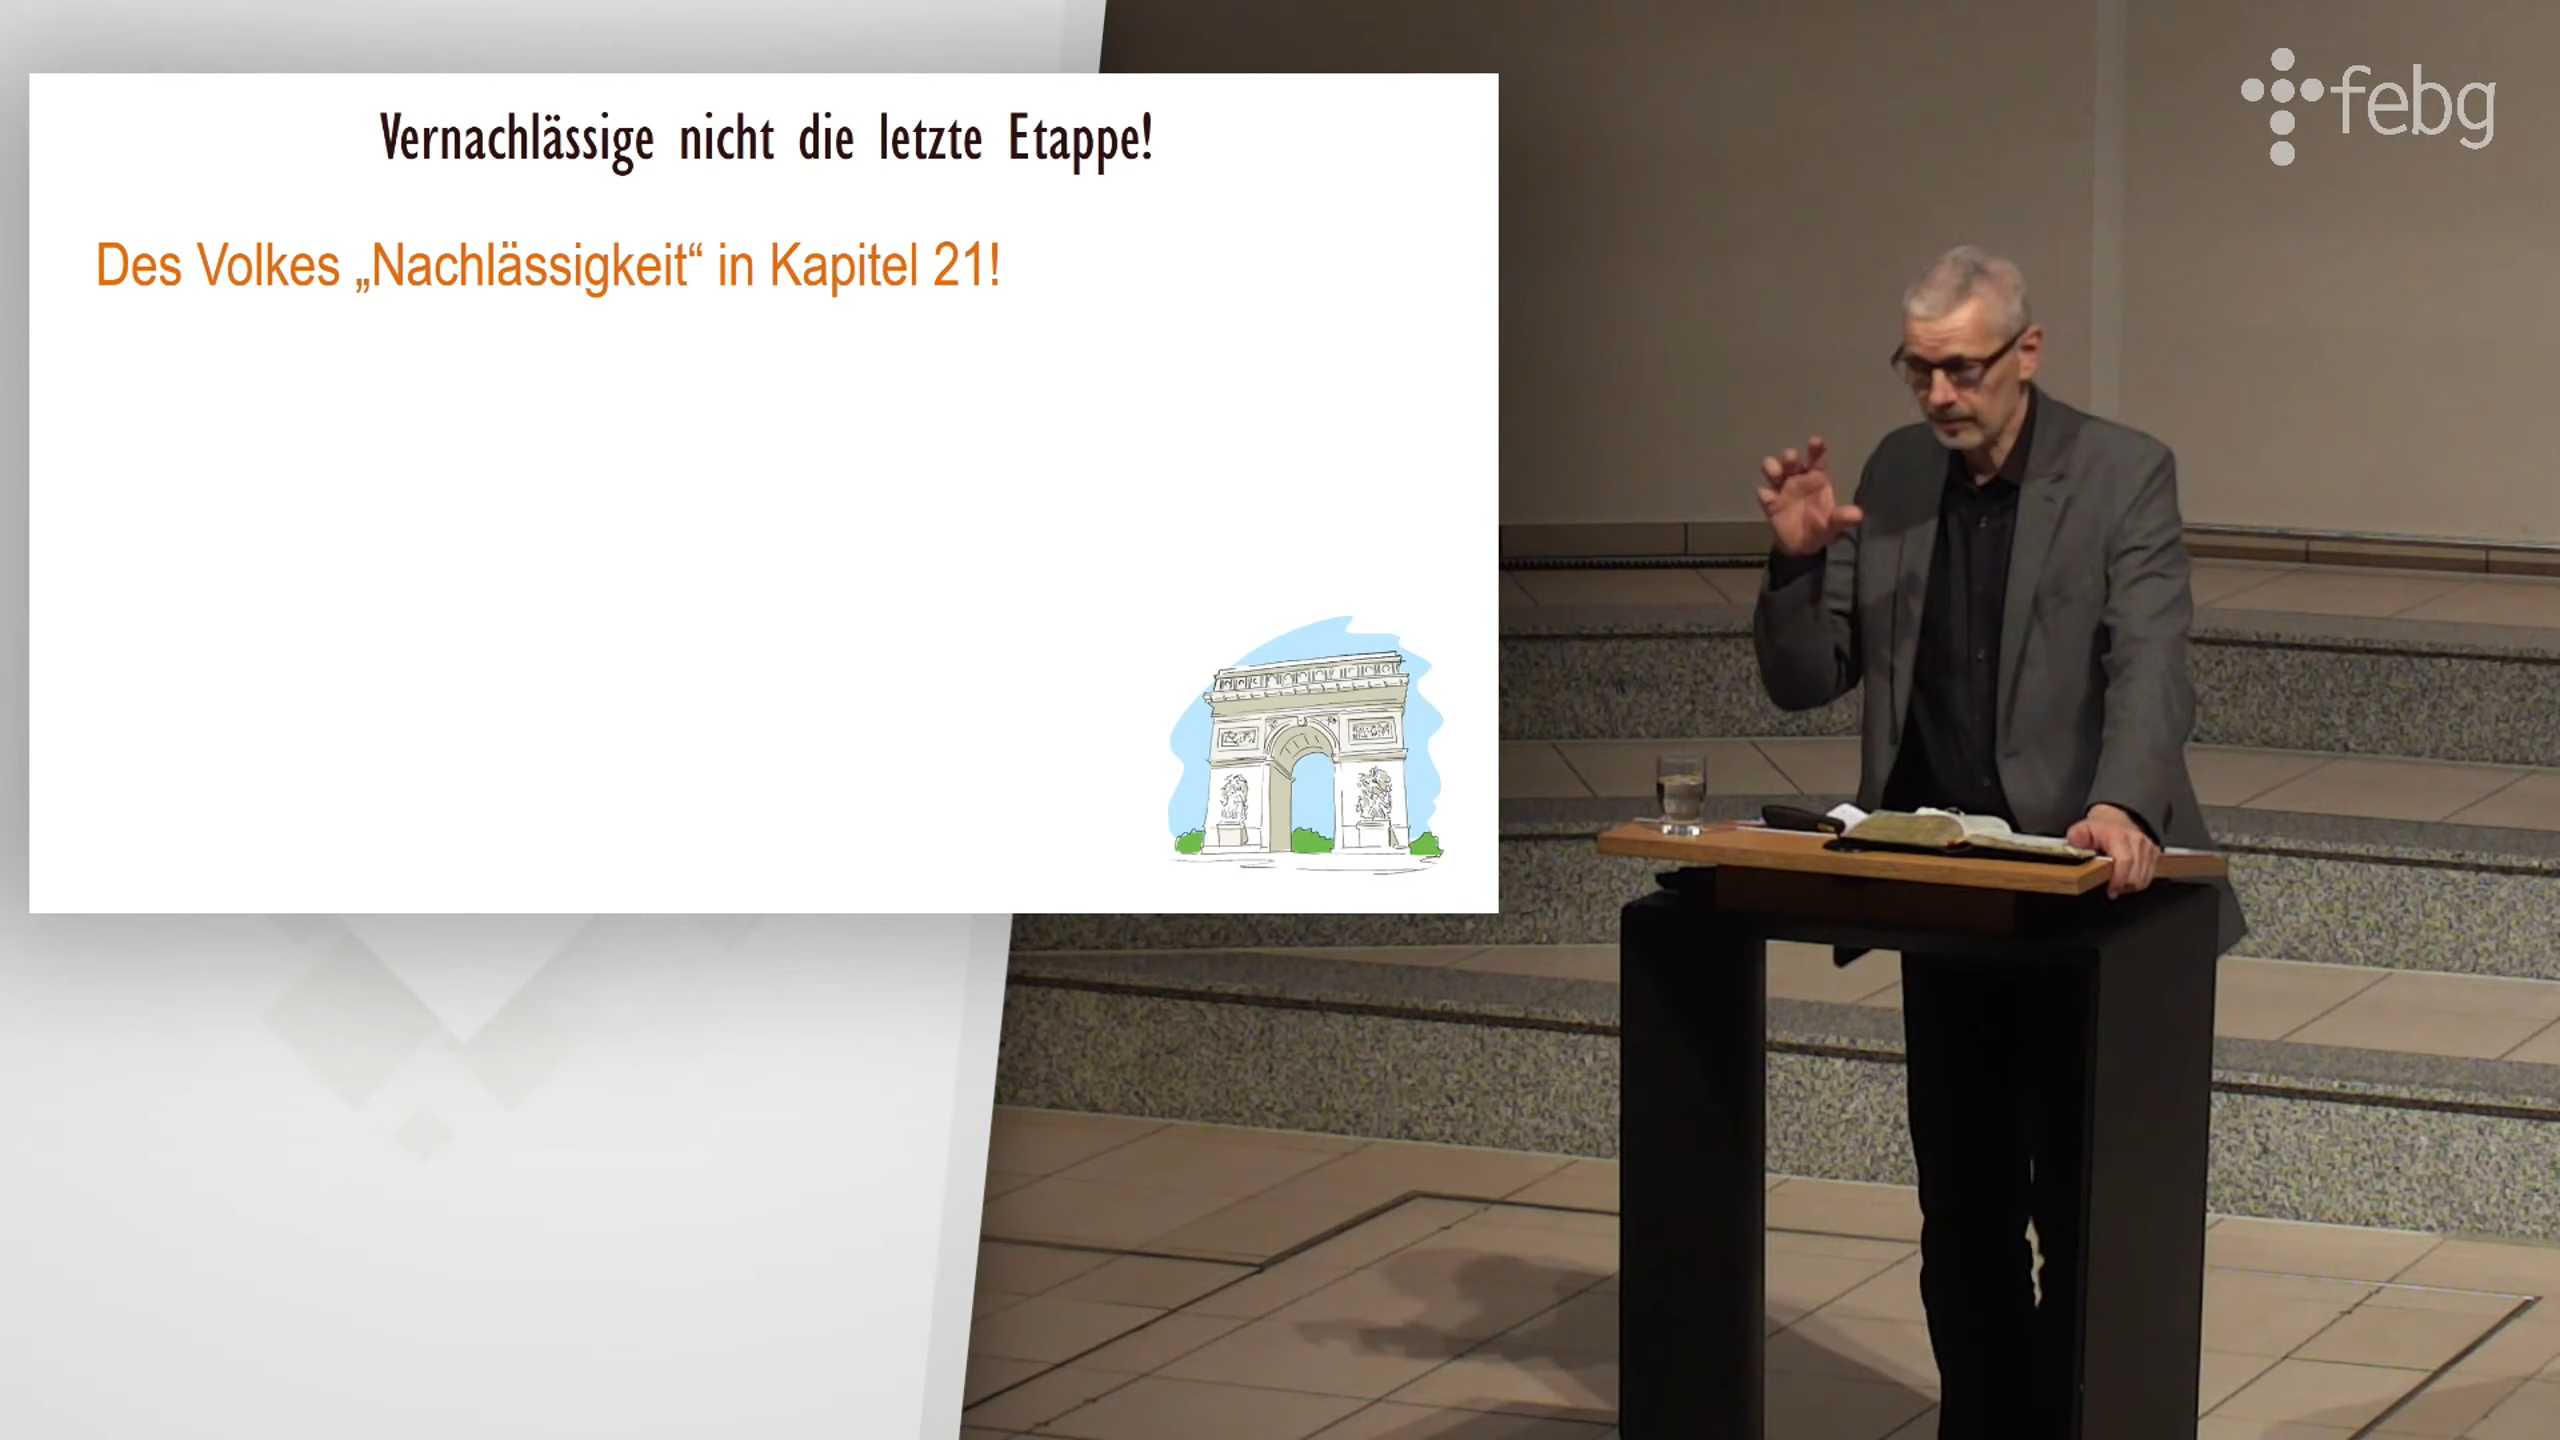 Vernachlässige nicht die letzte Etappe!
Des Volkes „Nachlässigkeit“ in Kapitel 21!
febg